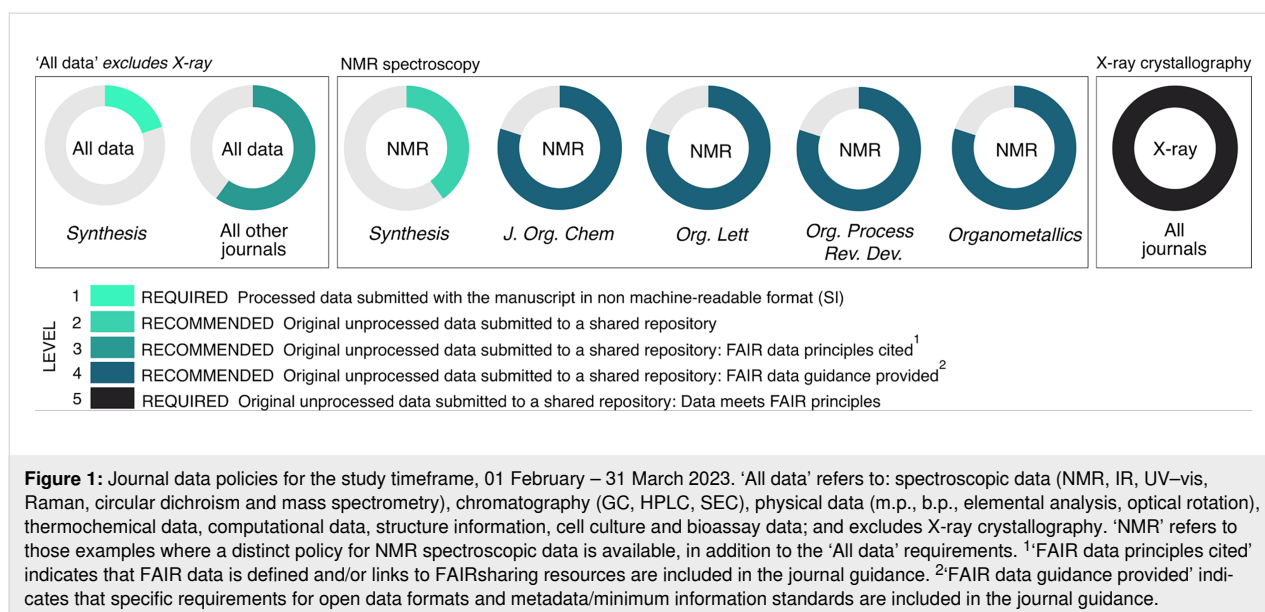 ‘All data’ excludes X-ray
NMR spectroscopy
X-ray crystallography
All data
All data
NMR
NMR
NMR
NMR
NMR
X-ray
Synthesis
All other
journals
Synthesis
J. Org. Chem
Org. Lett
Org. Process
Rev. Dev.
Organometallics
All
journals
LEVEL
1 REQUIRED Processed data submitted with the manuscript in non machine-readable format (SI)
2 RECOMMENDED Original unprocessed data submitted to a shared repository
3 RECOMMENDED Original unprocessed data submitted to a shared repository: FAIR data principles cited1
4 RECOMMENDED Original unprocessed data submitted to a shared repository: FAIR data guidance provided2
5 REQUIRED Original unprocessed data submitted to a shared repository: Data meets FAIR principles
Figure 1: Journal data policies for the study timeframe, 01 February – 31 March 2023. ‘All data’ refers to: spectroscopic data (NMR, IR, UV–vis,
Raman, circular dichroism and mass spectrometry), chromatography (GC, HPLC, SEC), physical data (m.p., b.p., elemental analysis, optical rotation),
thermochemical data, computational data, structure information, cell culture and bioassay data; and excludes X-ray crystallography. ‘NMR’ refers to
those examples where a distinct policy for NMR spectroscopic data is available, in addition to the ‘All data’ requirements. 1‘FAIR data principles cited’
indicates that FAIR data is defined and/or links to FAIRsharing resources are included in the journal guidance. 2‘FAIR data guidance provided’ indi-
cates that specific requirements for open data formats and metadata/minimum information standards are included in the journal guidance.